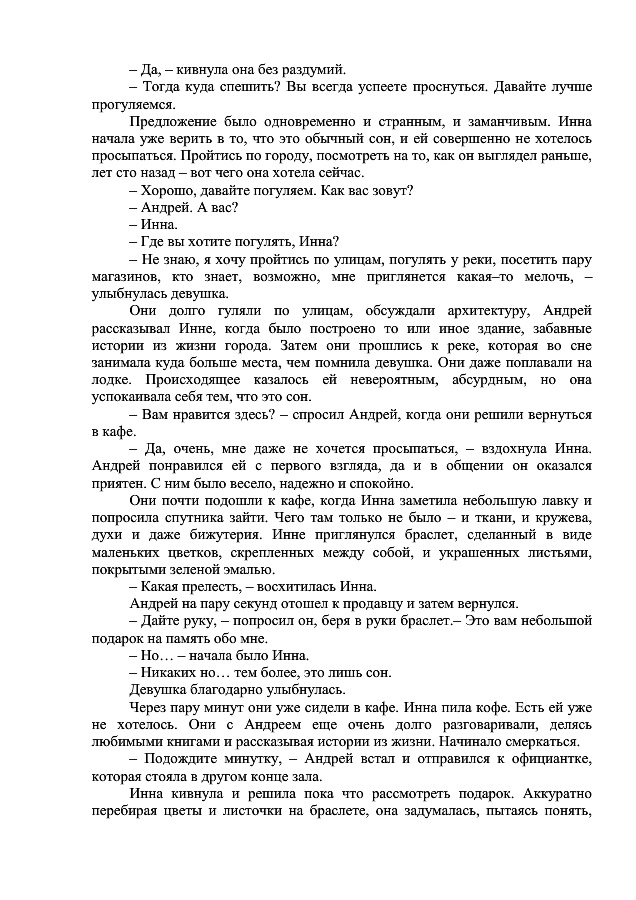 – Да, – кивнула она без раздумий.
– Тогда куда спешить? Вы всегда успеете проснуться. Давайте лучше
прогуляемся.
Предложение было одновременно и странным, и заманчивым. Инна
начала уже верить в то, что это обычный сон, и ей совершенно не хотелось
просыпаться. Пройтись по городу, посмотреть на то, как он выглядел раньше,
лет сто назад – вот чего она хотела сейчас.
– Хорошо, давайте погуляем. Как вас зовут?
– Андрей. А вас?
– Инна.
– Где вы хотите погулять, Инна?
– Не знаю, я хочу пройтись по улицам, погулять у реки, посетить пару
магазинов, кто знает, возможно, мне приглянется какая–то мелочь, –
улыбнулась девушка.
Они долго гуляли по улицам, обсуждали архитектуру, Андрей
рассказывал Инне, когда было построено то или иное здание, забавные
истории из жизни города. Затем они прошлись к реке, которая во сне
занимала куда больше места, чем помнила девушка. Они даже поплавали на
лодке. Происходящее казалось ей невероятным, абсурдным, но она
успокаивала себя тем, что это сон.
– Вам нравится здесь? – спросил Андрей, когда они решили вернуться
в кафе.
– Да, очень, мне даже не хочется просыпаться, – вздохнула Инна.
Андрей понравился ей с первого взгляда, да и в общении он оказался
приятен. С ним было весело, надежно и спокойно.
Они почти подошли к кафе, когда Инна заметила небольшую лавку и
попросила спутника зайти. Чего там только не было – и ткани, и кружева,
духи и даже бижутерия. Инне приглянулся браслет, сделанный в виде
маленьких цветков, скрепленных между собой, и украшенных листьями,
покрытыми зеленой эмалью.
– Какая прелесть, – восхитилась Инна.
Андрей на пару секунд отошел к продавцу и затем вернулся.
– Дайте руку, – попросил он, беря в руки браслет.– Это вам небольшой
подарок на память обо мне.
– Но… – начала было Инна.
– Никаких но… тем более, это лишь сон.
Девушка благодарно улыбнулась.
Через пару минут они уже сидели в кафе. Инна пила кофе. Есть ей уже
не хотелось. Они с Андреем еще очень долго разговаривали, делясь
любимыми книгами и рассказывая истории из жизни. Начинало смеркаться.
– Подождите минутку, – Андрей встал и отправился к официантке,
которая стояла в другом конце зала.
Инна кивнула и решила пока что рассмотреть подарок. Аккуратно
перебирая цветы и листочки на браслете, она задумалась, пытаясь понять,